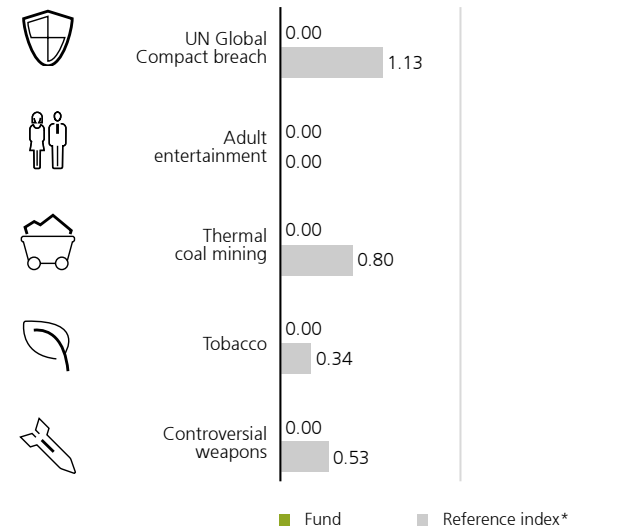 0.00
UN Global
Compact breach
1.13
0.00
Adult
entertainment
0.00
0.00
Thermal
coal mining
0.80
0.00
Tobacco
0.34
0.00
Controversial
weapons
0.53
Fund
Reference index*